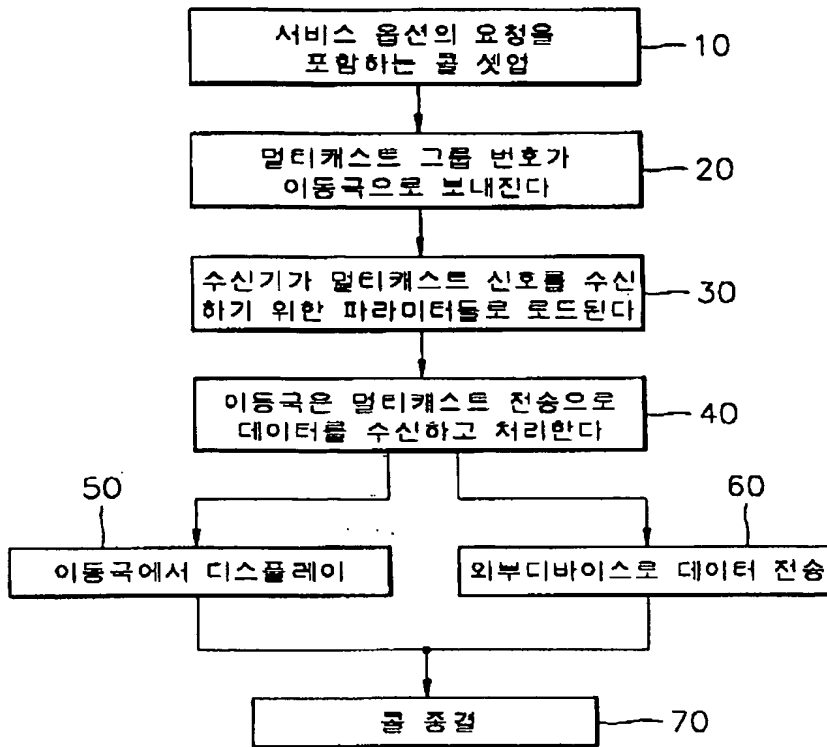 서비스 옵션의 요청을
포함하는 콜 셋업
10
멀티캐스트 그룹 번호가
이동국으로 보내진다
20
수신기가 멀티캐스트 신호를 수신
하기 위한 파라미터들로 로드된다
30
이동국은 멀티캐스트 전송으로
데이터를 수신하고 처리한다
40
50
이동국에서 디스플레이
60
외부디바이스로 데이터 전송
콜 종결
70